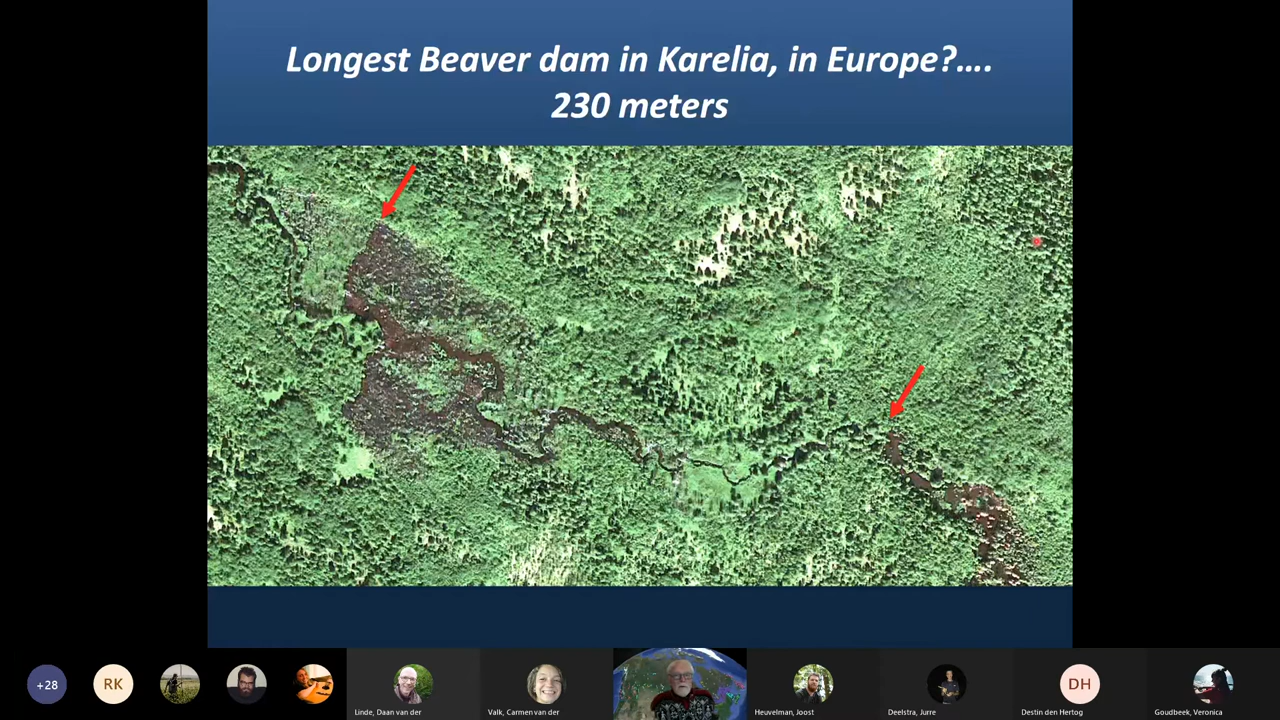 Longest Beaver dam in Karelia, in Europe?....
230 meters
+28
RK
DH
Linde, Daan van der
Valk, Carmen van der
Heuvelman, Joost
Deelstra, Jurre
Destin den Hertog
Goudbeek, Veronica